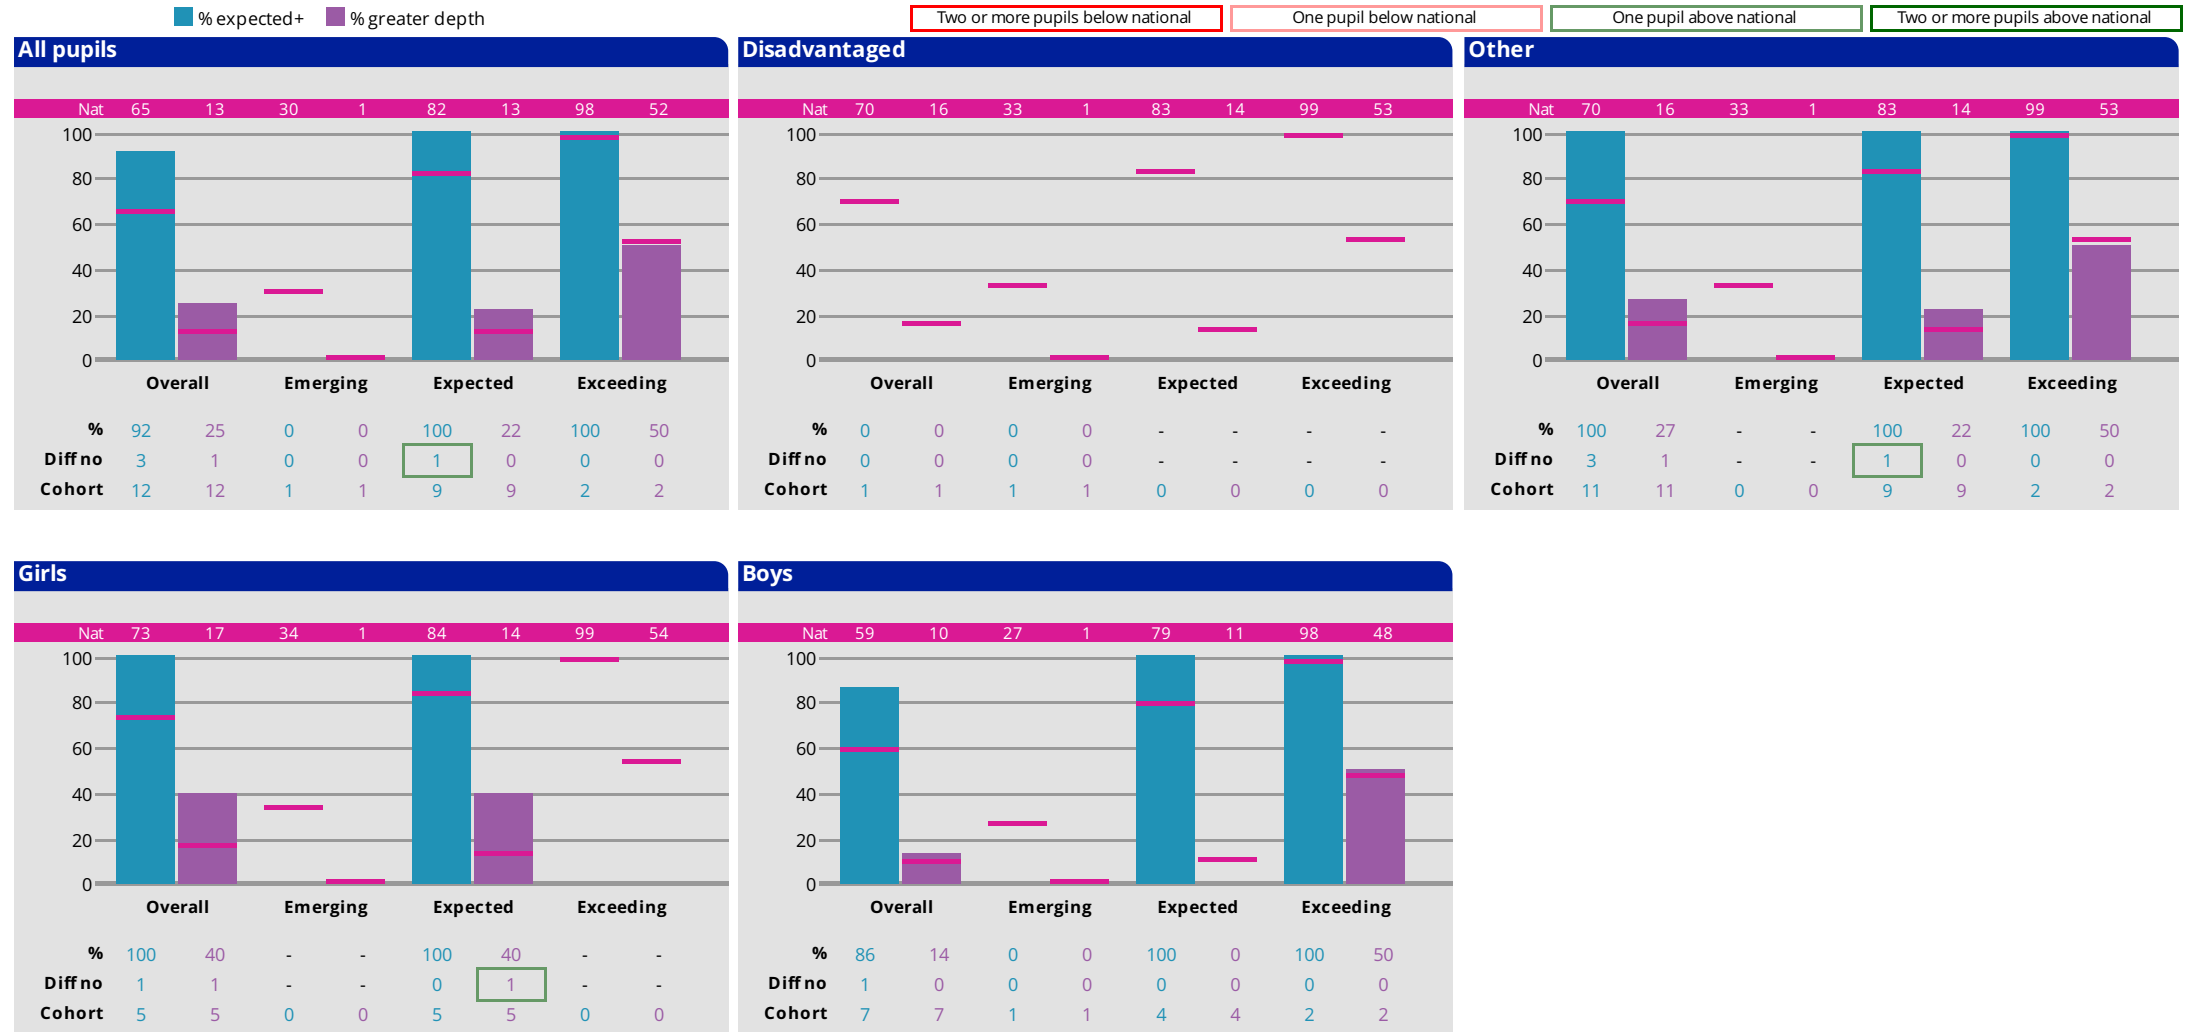 % expected+ % greater depth Two or more pupils below national One pupil below national One pupil above national Two or more pupils above national
All pupils
Nat 65 13 30 1 82 13 98 52
100
80
60
40
20
0
Overall Emerging Expected Exceeding
% 92 25 0 0 100 22 100 50
Diff no 3 1 0 0 1 0 0 0
Cohort 12 12 1 1 9 9 2 2
Disadvantaged
Nat 70 16 33 1 83 14 99 53
100
80
60
40
20
0
Overall Emerging Expected Exceeding
% 0 0 0 0 - - - -
Diff no 0 0 0 0 - - - -
Cohort 1 1 1 1 0 0 0 0
Other
Nat 70 16 33 1 83 14 99 53
100
80
60
40
20
0
Overall Emerging Expected Exceeding
% 100 27 - - 100 22 100 50
Diff no 3 1 - - 1 0 0 0
Cohort 11 11 0 0 9 9 2 2
Girls
Nat 73 17 34 1 84 14 99 54
100
80
60
40
20
0
Overall Emerging Expected Exceeding
% 100 40 - - 100 40 - -
Diff no 1 1 - - 0 1 - -
Cohort 5 5 0 0 5 5 0 0
Boys
Nat 59 10 27 1 79 11 98 48
100
80
60
40
20
0
Overall Emerging Expected Exceeding
% 86 14 0 0 100 0 100 50
Diff no 1 0 0 0 0 0 0 0
Cohort 7 7 1 1 4 4 2 2